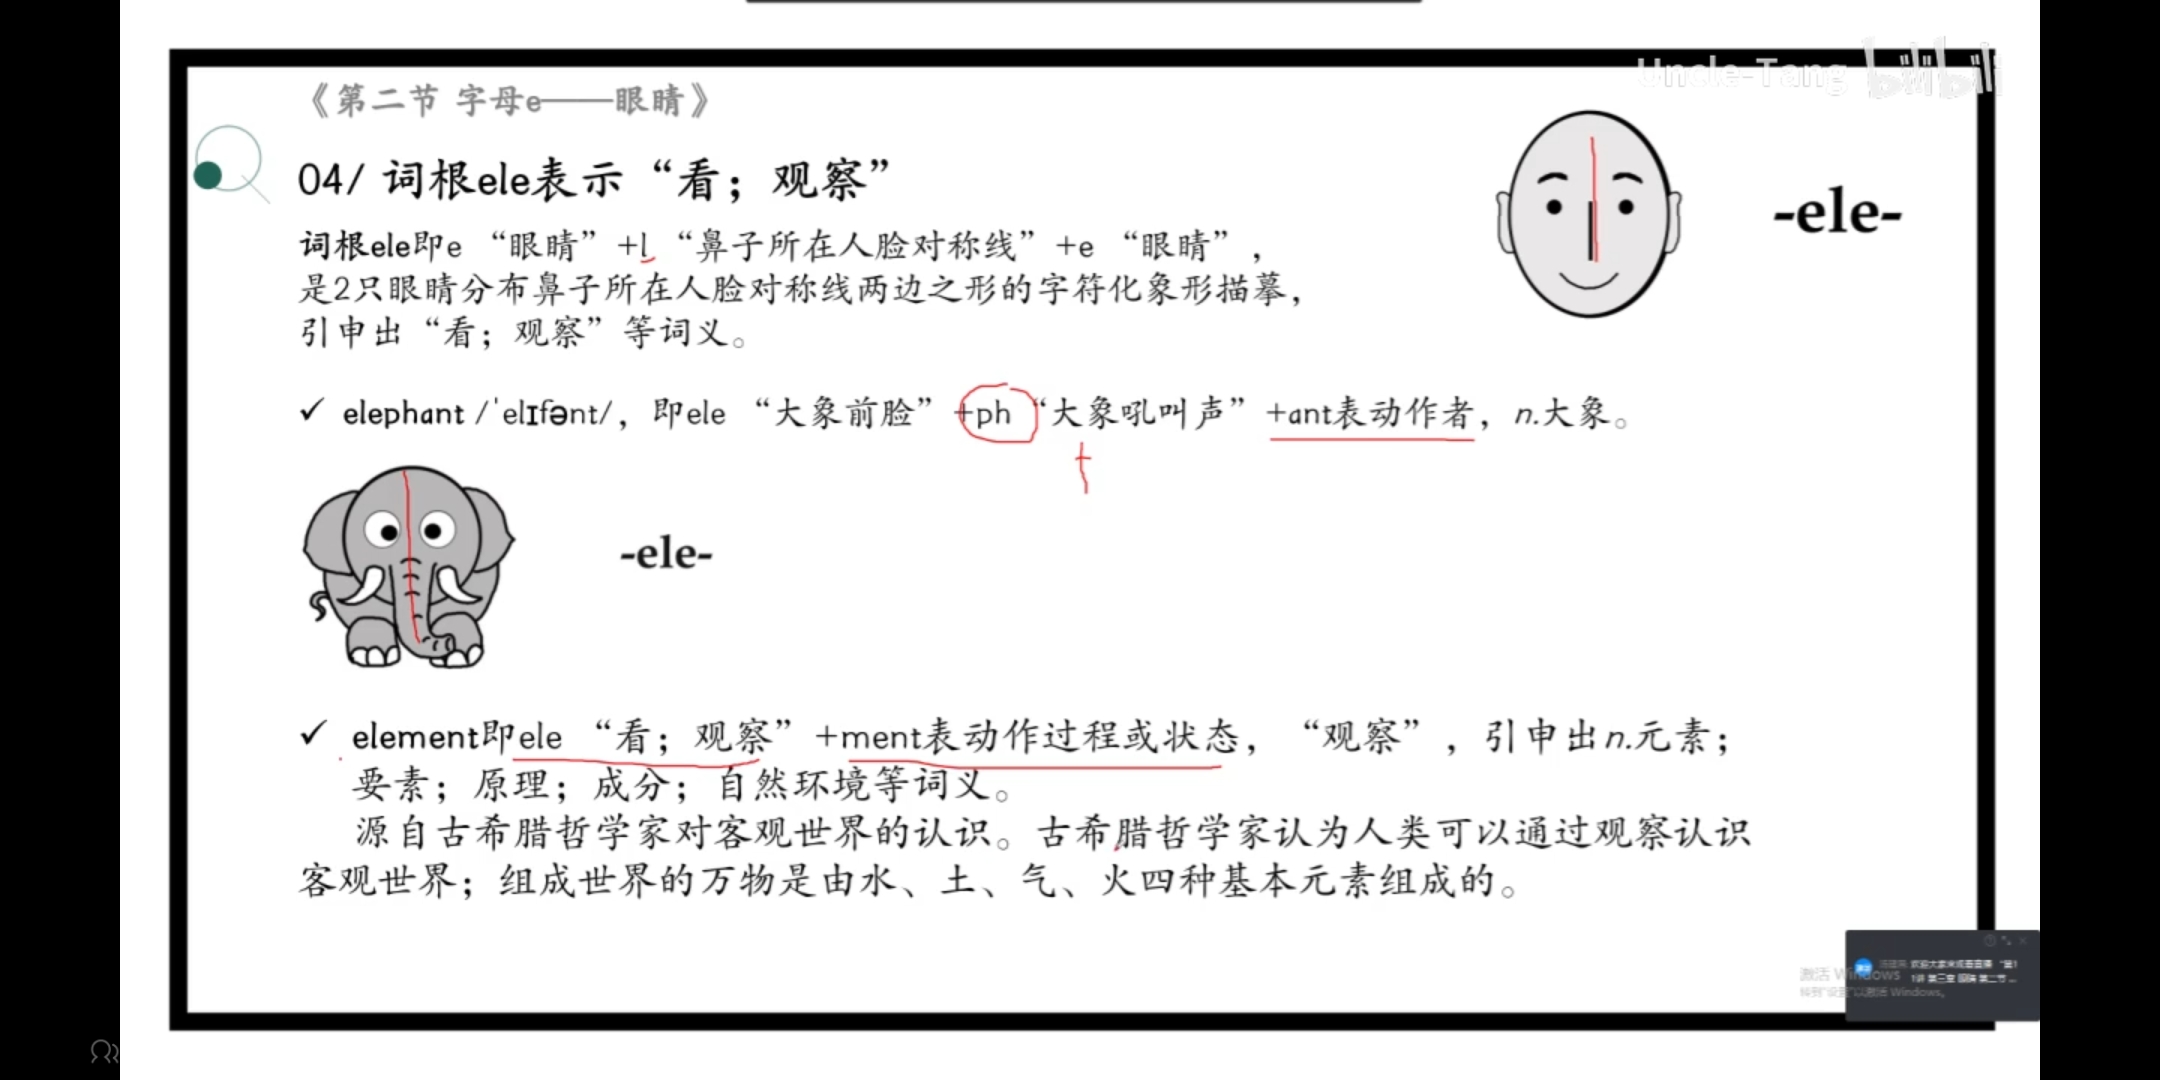 Uncle-Tang bilibili
《第二节 字母e——眼睛》
04/ 词根ele表示“看；观察”
-ele-
词根ele即e “眼睛” +l “鼻子所在人脸对称线” +e “眼睛”，
是2只眼睛分布鼻子所在人脸对称线两边之形的字符化象形描摹，
引申出“看；观察”等词义。
✓ elephant /ˈelɪfənt/，即ele “大象前脸” +ph “大象吼叫声” +ant表动作者，n.大象。
f
-ele-
✓ element即ele “看；观察” +ment表动作过程或状态，“观察”，引申出n.元素；
要素；原理；成分；自然环境等词义。
源自古希腊哲学家对客观世界的认识。古希腊哲学家认为人类可以通过观察认识
客观世界；组成世界的万物是由水、土、气、火四种基本元素组成的。
激活 Windows
转到“设置”以激活 Windows。